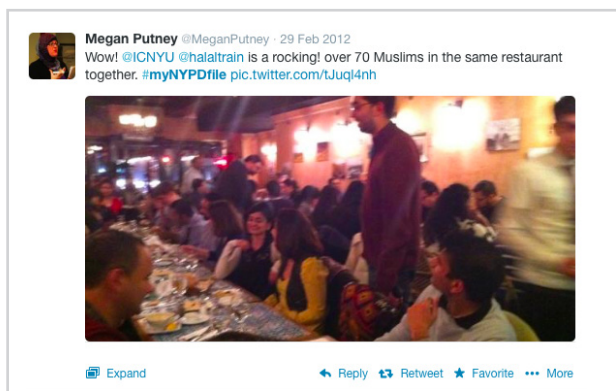 Megan Putney @MeganPutney · 29 Feb 2012
Wow! @ICNYU @halaltrain is a rocking! over 70 Muslims in the same restaurant
together. #myNYPDfile pic.twitter.com/tJuql4nh
Expand Reply Retweet Favorite More